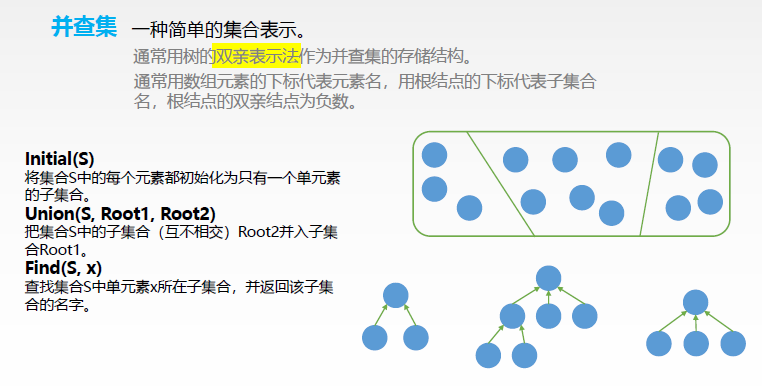 并查集 一种简单的集合表示。
通常用树的双亲表示法作为并查集的存储结构。
通常用数组元素的下标代表元素名，用根结点的下标代表子集合
名，根结点的双亲结点为负数。
Initial(S)
将集合S中的每个元素都初始化为只有一个单元素
的子集合。
Union(S, Root1, Root2)
把集合S中的子集合（互不相交）Root2并入子集
合Root1。
Find(S, x)
查找集合S中单元素x所在子集合，并返回该子集
合的名字。